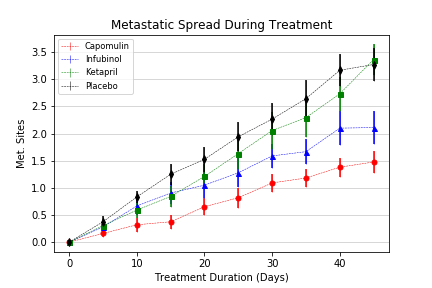 Metastatic Spread During Treatment
Capomulin
Infubinol
Ketapril
Placebo
Met. Sites
3.5
3.0
2.5
2.0
1.5
1.0
0.5
0.0
0
10
20
30
40
Treatment Duration (Days)